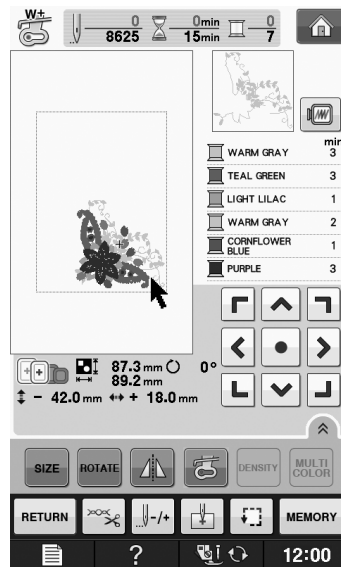 W+
0 0min 0
8625 15min 7
min
WARM GRAY 3
TEAL GREEN 3
LIGHT LILAC 1
WARM GRAY 2
CORNFLOWER
BLUE 1
PURPLE 3
87.3 mm 0°
89.2 mm
- 42.0 mm + 18.0 mm
SIZE ROTATE DENSITY MULTI
COLOR
RETURN -/+ MEMORY
? 12:00